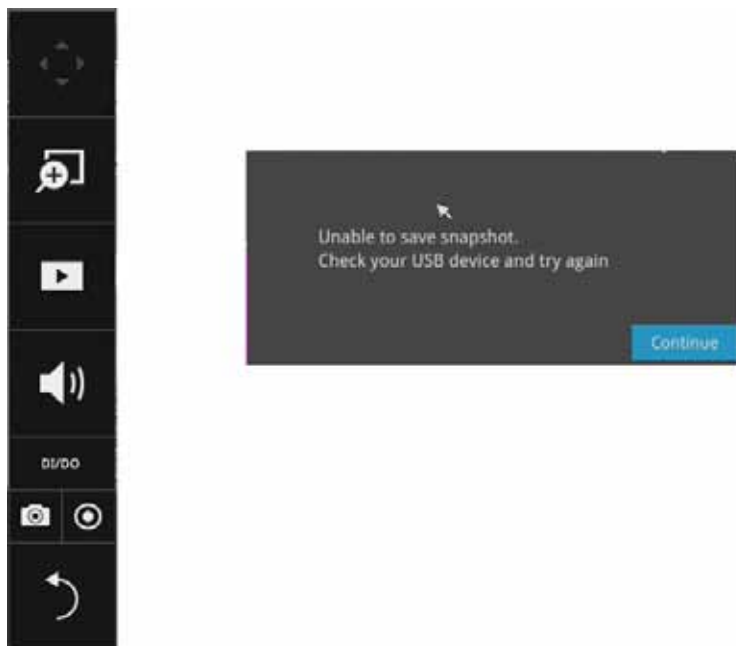 Unable to save snapshot.
Check your USB device and try again
Continue
DI/DO